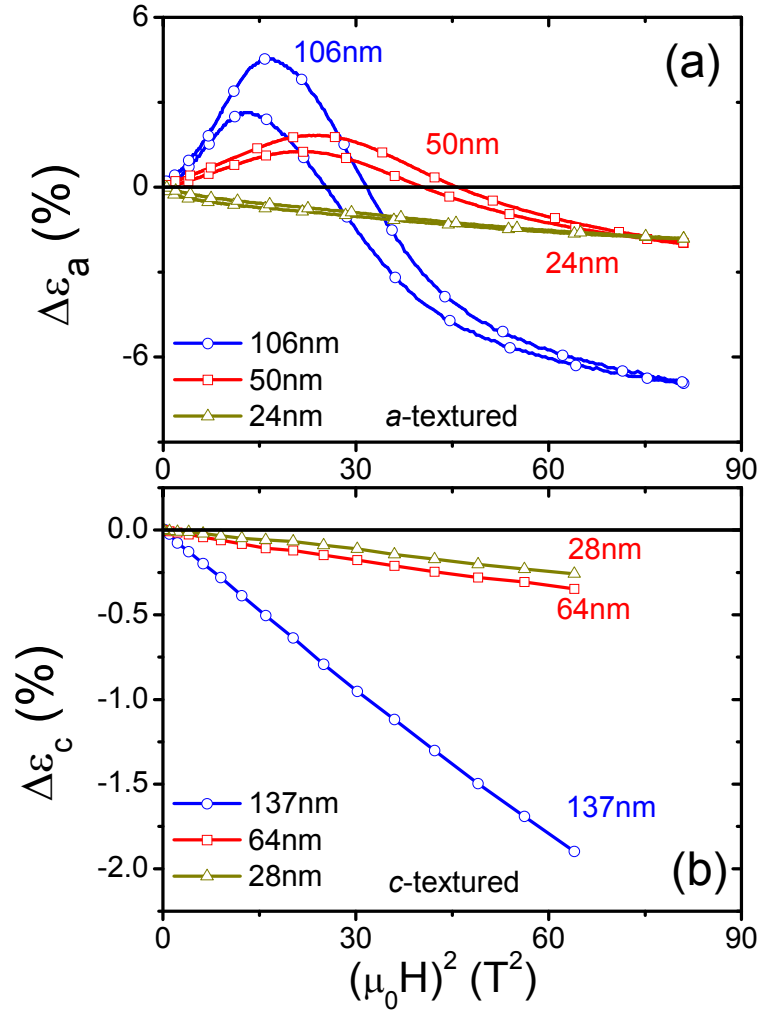 6
(a)
106nm
50nm
0
24nm
Δε_a (%)
-6
106nm
50nm
24nm
a-textured
0 30 60 90
(b)
0.0
28nm
64nm
-0.5
-1.0
Δε_c (%)
-1.5
137nm
137nm
64nm
28nm
c-textured
-2.0
0 30 60 90
(μ₀H)² (T²)